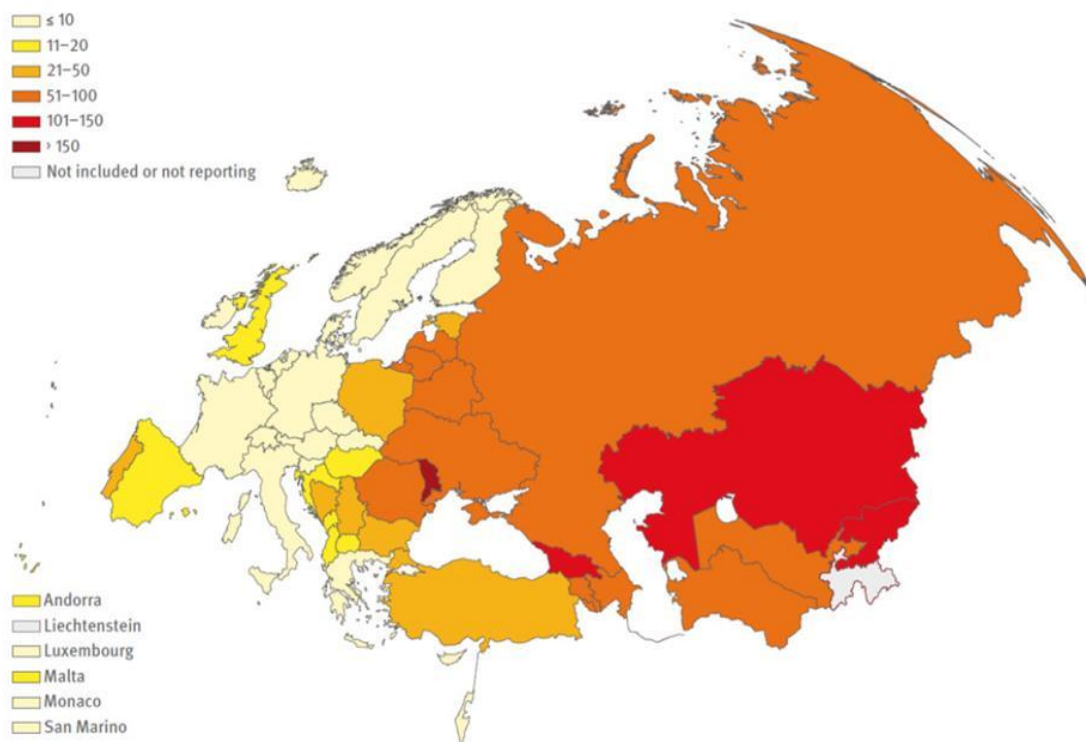 ≤ 10
11–20
21–50
51–100
101–150
› 150
Not included or not reporting
Andorra
Liechtenstein
Luxembourg
Malta
Monaco
San Marino